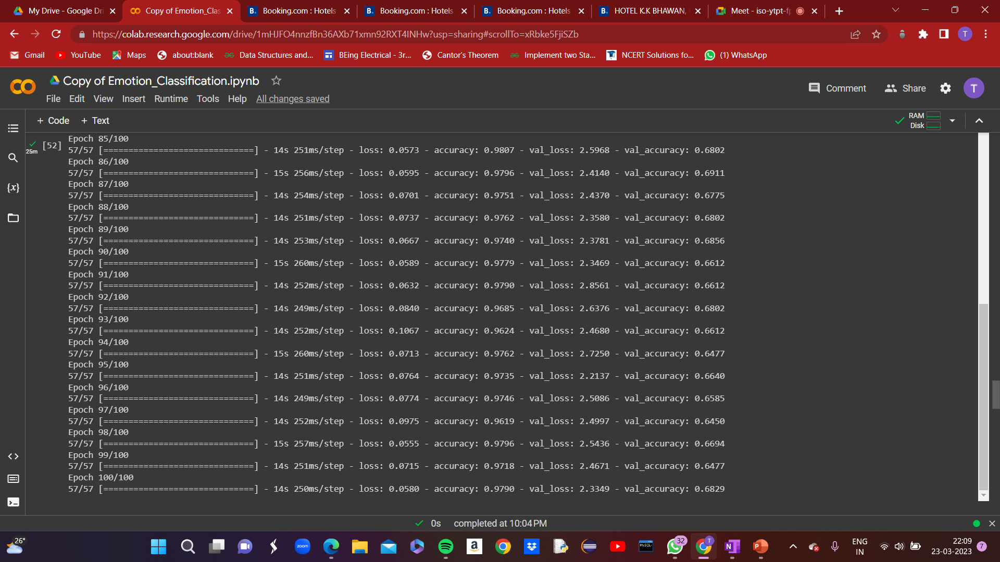 My Drive - Google Dri
Copy of Emotion_Clas
Booking.com : Hotels
Booking.com : Hotels
Booking.com : Hotels
HOTEL K.K BHAWAN,
Meet - iso-ytpt-fp
https://colab.research.google.com/drive/1mHJFO4nnzfBn36AXb71xmn92RXT4INHw?usp=sharing#scrollTo=xRbke5FjiSZb
T
Gmail YouTube Maps about:blank Data Structures and... BEing Electrical - 3r... Cantor's Theorem Implement two Sta... NCERT Solutions fo... (1) WhatsApp
Copy of Emotion_Classification.ipynb
Comment Share T
File Edit View Insert Runtime Tools Help All changes saved
+ Code + Text
RAM
Disk
[52]
25m
Epoch 85/100
57/57 [==============================] - 14s 251ms/step - loss: 0.0573 - accuracy: 0.9807 - val_loss: 2.5968 - val_accuracy: 0.6802
Epoch 86/100
57/57 [==============================] - 15s 256ms/step - loss: 0.0595 - accuracy: 0.9796 - val_loss: 2.4140 - val_accuracy: 0.6911
Epoch 87/100
57/57 [==============================] - 14s 254ms/step - loss: 0.0701 - accuracy: 0.9751 - val_loss: 2.4370 - val_accuracy: 0.6775
Epoch 88/100
57/57 [==============================] - 14s 251ms/step - loss: 0.0737 - accuracy: 0.9762 - val_loss: 2.3580 - val_accuracy: 0.6802
Epoch 89/100
57/57 [==============================] - 14s 253ms/step - loss: 0.0667 - accuracy: 0.9740 - val_loss: 2.3781 - val_accuracy: 0.6856
Epoch 90/100
57/57 [==============================] - 15s 260ms/step - loss: 0.0589 - accuracy: 0.9779 - val_loss: 2.3469 - val_accuracy: 0.6612
Epoch 91/100
57/57 [==============================] - 14s 252ms/step - loss: 0.0632 - accuracy: 0.9790 - val_loss: 2.8561 - val_accuracy: 0.6612
Epoch 92/100
57/57 [==============================] - 14s 249ms/step - loss: 0.0840 - accuracy: 0.9685 - val_loss: 2.6376 - val_accuracy: 0.6802
Epoch 93/100
57/57 [==============================] - 14s 252ms/step - loss: 0.1067 - accuracy: 0.9624 - val_loss: 2.4680 - val_accuracy: 0.6612
Epoch 94/100
57/57 [==============================] - 15s 260ms/step - loss: 0.0713 - accuracy: 0.9762 - val_loss: 2.7250 - val_accuracy: 0.6477
Epoch 95/100
57/57 [==============================] - 14s 251ms/step - loss: 0.0764 - accuracy: 0.9735 - val_loss: 2.2137 - val_accuracy: 0.6640
Epoch 96/100
57/57 [==============================] - 14s 249ms/step - loss: 0.0774 - accuracy: 0.9746 - val_loss: 2.5086 - val_accuracy: 0.6585
Epoch 97/100
57/57 [==============================] - 14s 252ms/step - loss: 0.0975 - accuracy: 0.9619 - val_loss: 2.4997 - val_accuracy: 0.6450
Epoch 98/100
57/57 [==============================] - 15s 257ms/step - loss: 0.0555 - accuracy: 0.9796 - val_loss: 2.5436 - val_accuracy: 0.6694
Epoch 99/100
57/57 [==============================] - 14s 251ms/step - loss: 0.0715 - accuracy: 0.9718 - val_loss: 2.4671 - val_accuracy: 0.6477
Epoch 100/100
57/57 [==============================] - 14s 250ms/step - loss: 0.0580 - accuracy: 0.9790 - val_loss: 2.3349 - val_accuracy: 0.6829
0s completed at 10:04 PM
26°
zoom
MySQL
32
ENG
IN
22:09
23-03-2023
7